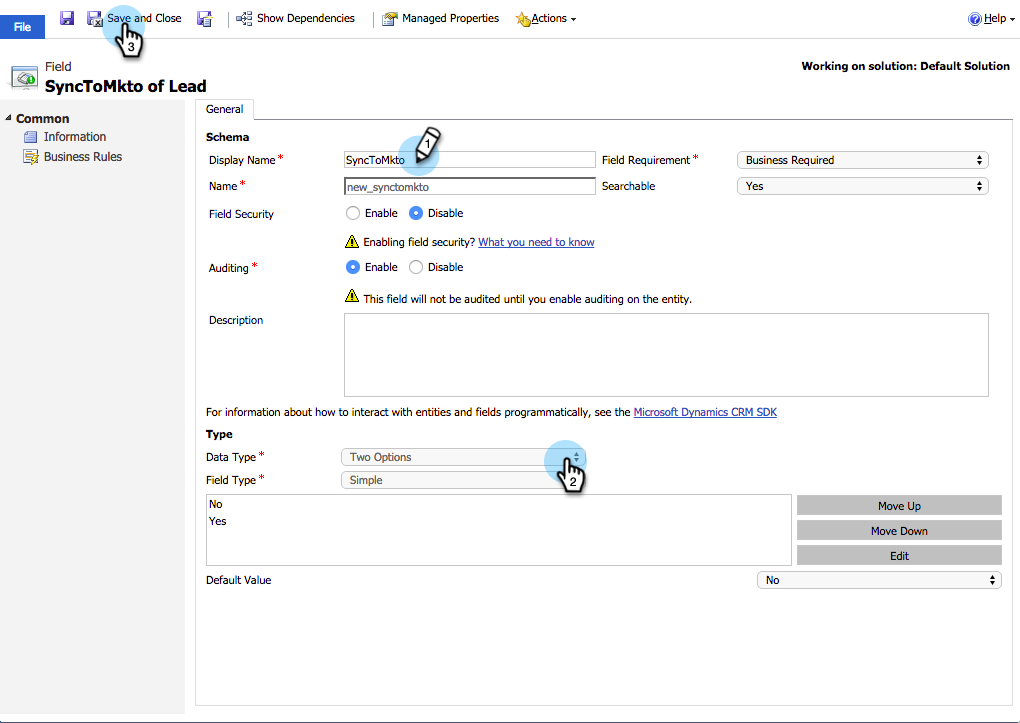 File
Save and Close
Show Dependencies
Managed Properties
Actions
Help
3
Field
SyncToMkto of Lead
Working on solution: Default Solution
Common
Information
Business Rules
General
Schema
Display Name *
SyncToMkto
1
Field Requirement *
Business Required
Name *
new_synctomkto
Searchable
Yes
Field Security
Enable
Disable
Enabling field security? What you need to know
Auditing *
Enable
Disable
This field will not be audited until you enable auditing on the entity.
Description
For information about how to interact with entities and fields programmatically, see the Microsoft Dynamics CRM SDK
Type
Data Type *
Two Options
2
Field Type *
Simple
No
Yes
Move Up
Move Down
Edit
Default Value
No